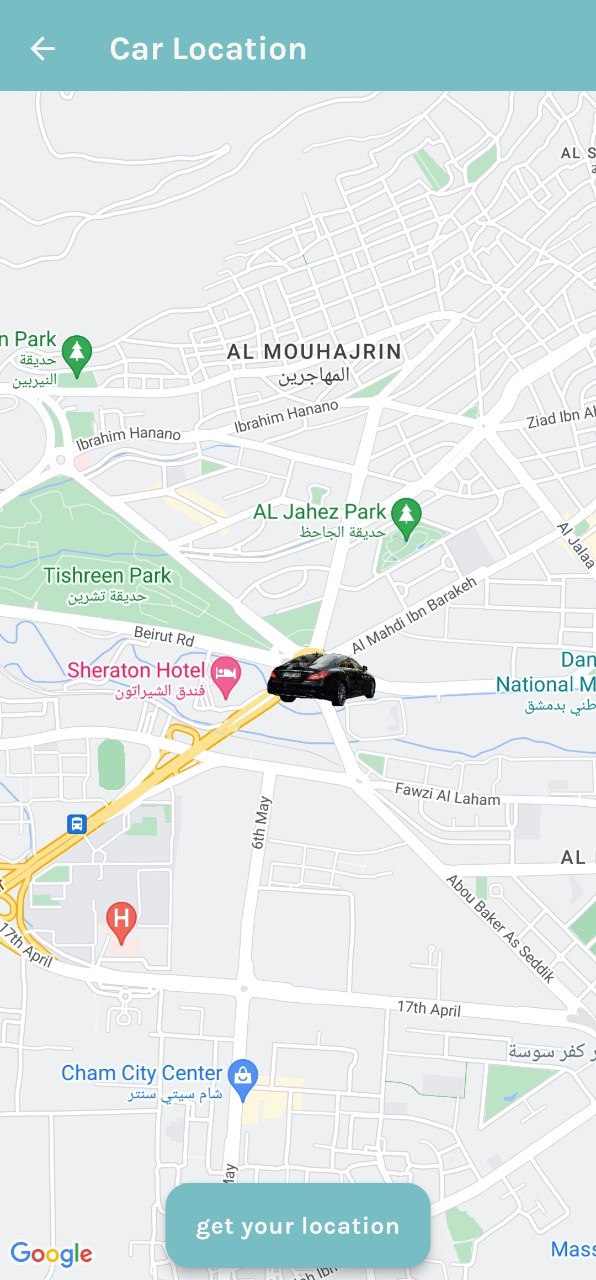 Car Location
AL S
n Park
حديقة
النيربين
AL MOUHAJRIN
المهاجرين
Ibrahim Hanano
Ibrahim Hanano
Ziad Ibn Al
AL Jahez Park
حديقة الجاحظ
Al Jalaa
Tishreen Park
حديقة تشرين
Al Mahdi Ibn Barakeh
Beirut Rd
Sheraton Hotel
فندق الشيراتون
Dan
National M
طني بدمشق
Fawzi AL Laham
6th May
AL
Abou Baker As Seddik
H
17th April
17th April
ر كفر سوسة
Cham City Center
شام سيتي سنتر
May
get your location
Google
Mass